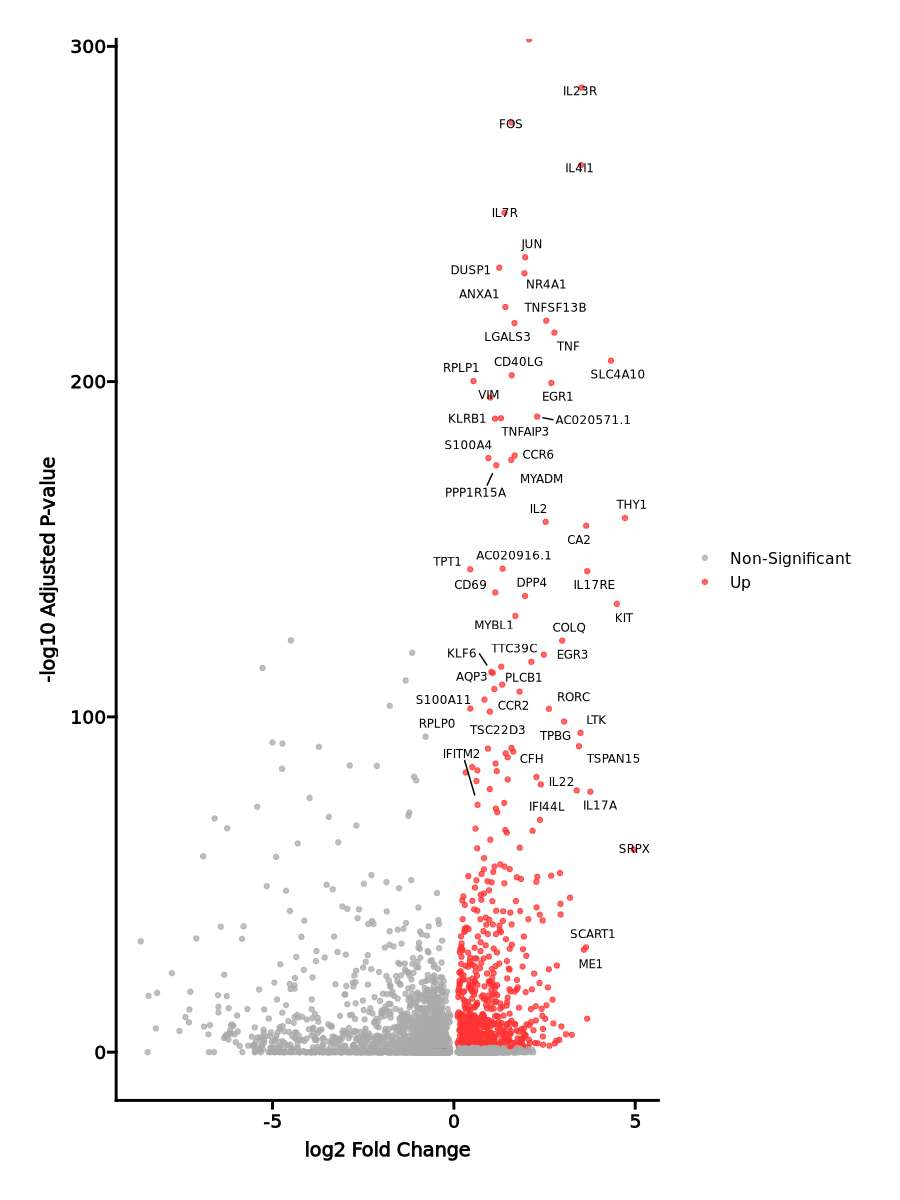 300
IL23R
FOS
IL4I1
IL7R
JUN
DUSP1
NR4A1
ANXA1
TNFSF13B
LGALS3
TNF
CD40LG
RPLP1
SLC4A10
200
VIM
EGR1
KLRB1
AC020571.1
TNFAIP3
S100A4
CCR6
MYADM
PPP1R15A
THY1
IL2
CA2
AC020916.1
TPT1
CD69
DPP4
IL17RE
KIT
MYBL1
COLQ
TTC39C
KLF6
EGR3
AQP3
PLCB1
S100A11
CCR2
RORC
100
RPLP0
TSC22D3
LTK
TPBG
IFITM2
CFH
TSPAN15
IL22
IFI44L
IL17A
SRPX
SCART1
ME1
0
-5
0
5
log2 Fold Change
-log10 Adjusted P-value
Non-Significant
Up